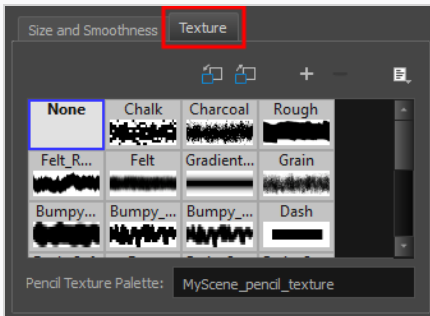 Size and Smoothness Texture
None Chalk Charcoal Rough
Felt_R... Felt Gradient... Grain
Bumpy... Bumpy_... Bumpy_... Dash
Pencil Texture Palette: MyScene_pencil_texture